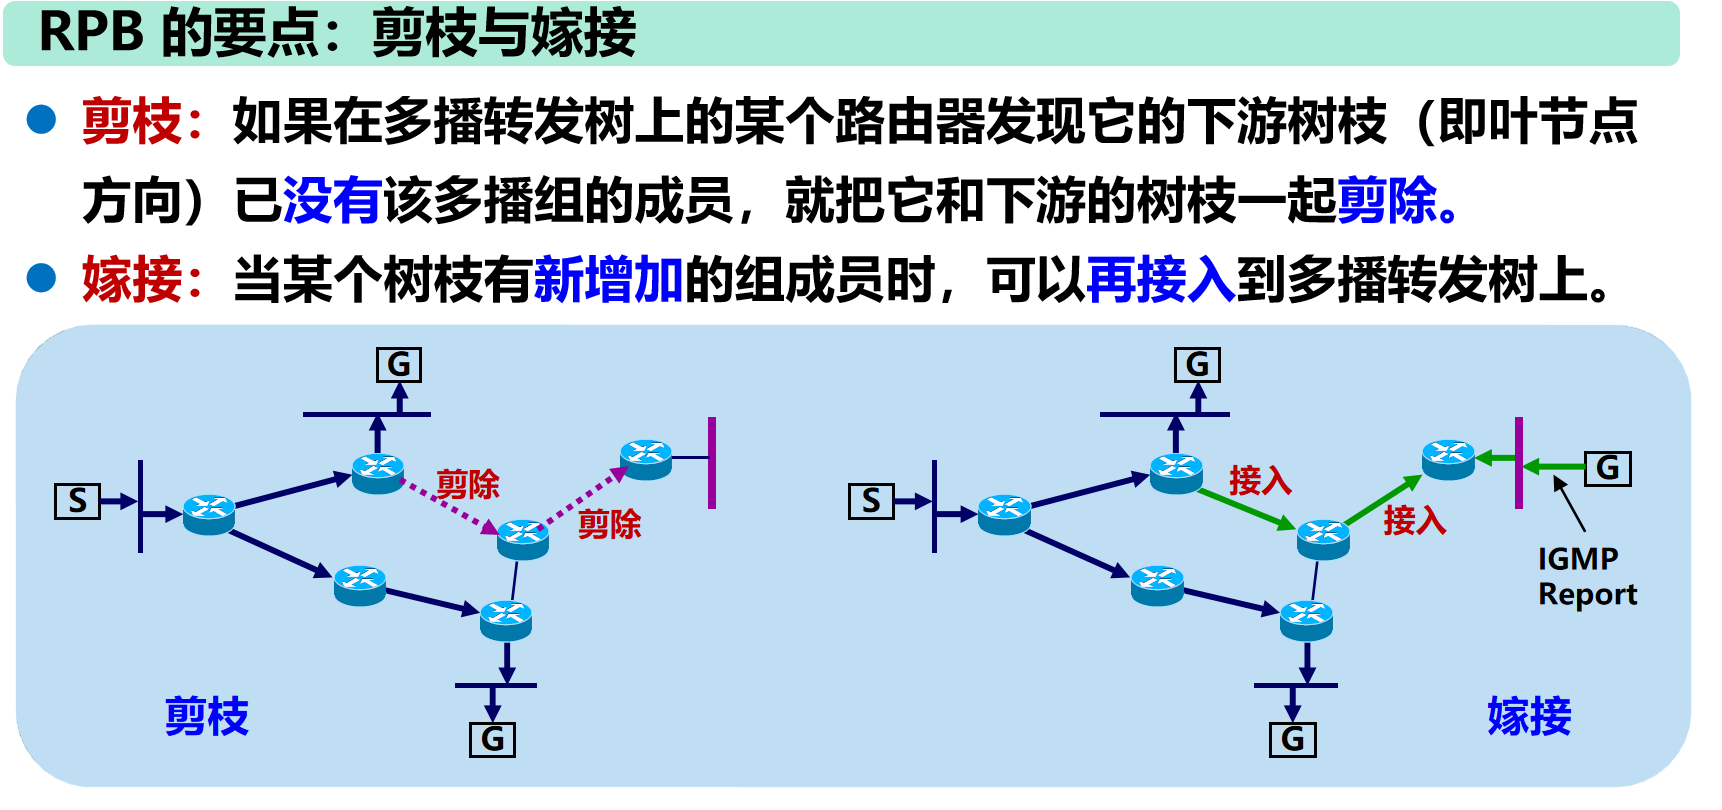 RPB 的要点：剪枝与嫁接
剪枝：如果在多播转发树上的某个路由器发现它的下游树枝（即叶节点
方向）已没有该多播组的成员，就把它和下游的树枝一起剪除。
嫁接：当某个树枝有新增加的组成员时，可以再接入到多播转发树上。
G
S
剪除
剪除
G
剪枝
G
S
接入
接入
G
IGMP
Report
G
嫁接